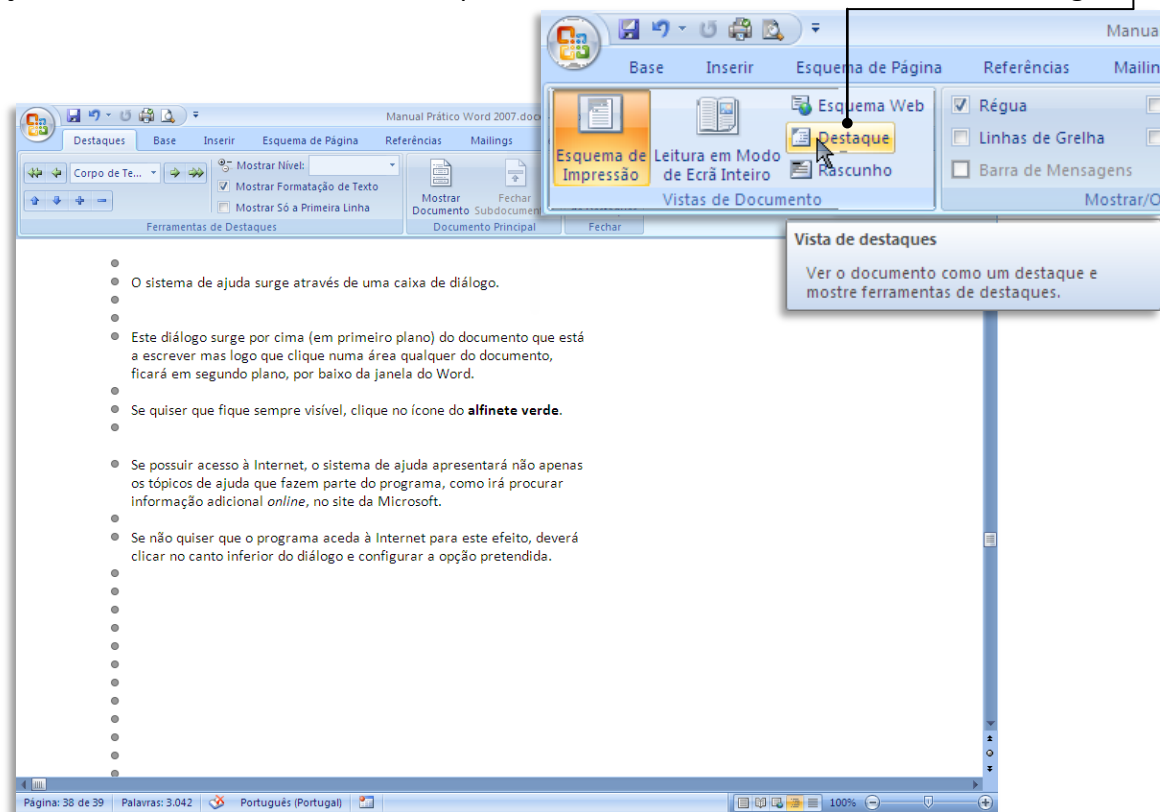 Manua
Base Inserir Esquema de Página Referências Mailin
Esquema Web
Destaque
Rascunho
Esquema de Impressão
Leitura em Modo de Ecrã Inteiro
Vistas de Documento
Régua
Linhas de Grelha
Barra de Mensagens
Mostrar/O
Vista de destaques
Ver o documento como um destaque e
mostre ferramentas de destaques.
Manual Prático Word 2007.doc
Destaques Base Inserir Esquema de Página Referências Mailings
Corpo de Te...
Mostrar Nível:
Mostrar Formatação de Texto
Mostrar Só a Primeira Linha
Ferramentas de Destaques
Mostrar
Documento
Fechar
Subdocumen
Documento Principal
Fechar
O sistema de ajuda surge através de uma caixa de diálogo.
Este diálogo surge por cima (em primeiro plano) do documento que está
a escrever mas logo que clique numa área qualquer do documento,
ficará em segundo plano, por baixo da janela do Word.
Se quiser que fique sempre visível, clique no ícone do alfinete verde.
Se possuir acesso à Internet, o sistema de ajuda apresentará não apenas
os tópicos de ajuda que fazem parte do programa, como irá procurar
informação adicional online, no site da Microsoft.
Se não quiser que o programa aceda à Internet para este efeito, deverá
clicar no canto inferior do diálogo e configurar a opção pretendida.
Página: 38 de 39 Palavras: 3.042 Português (Portugal) 100%